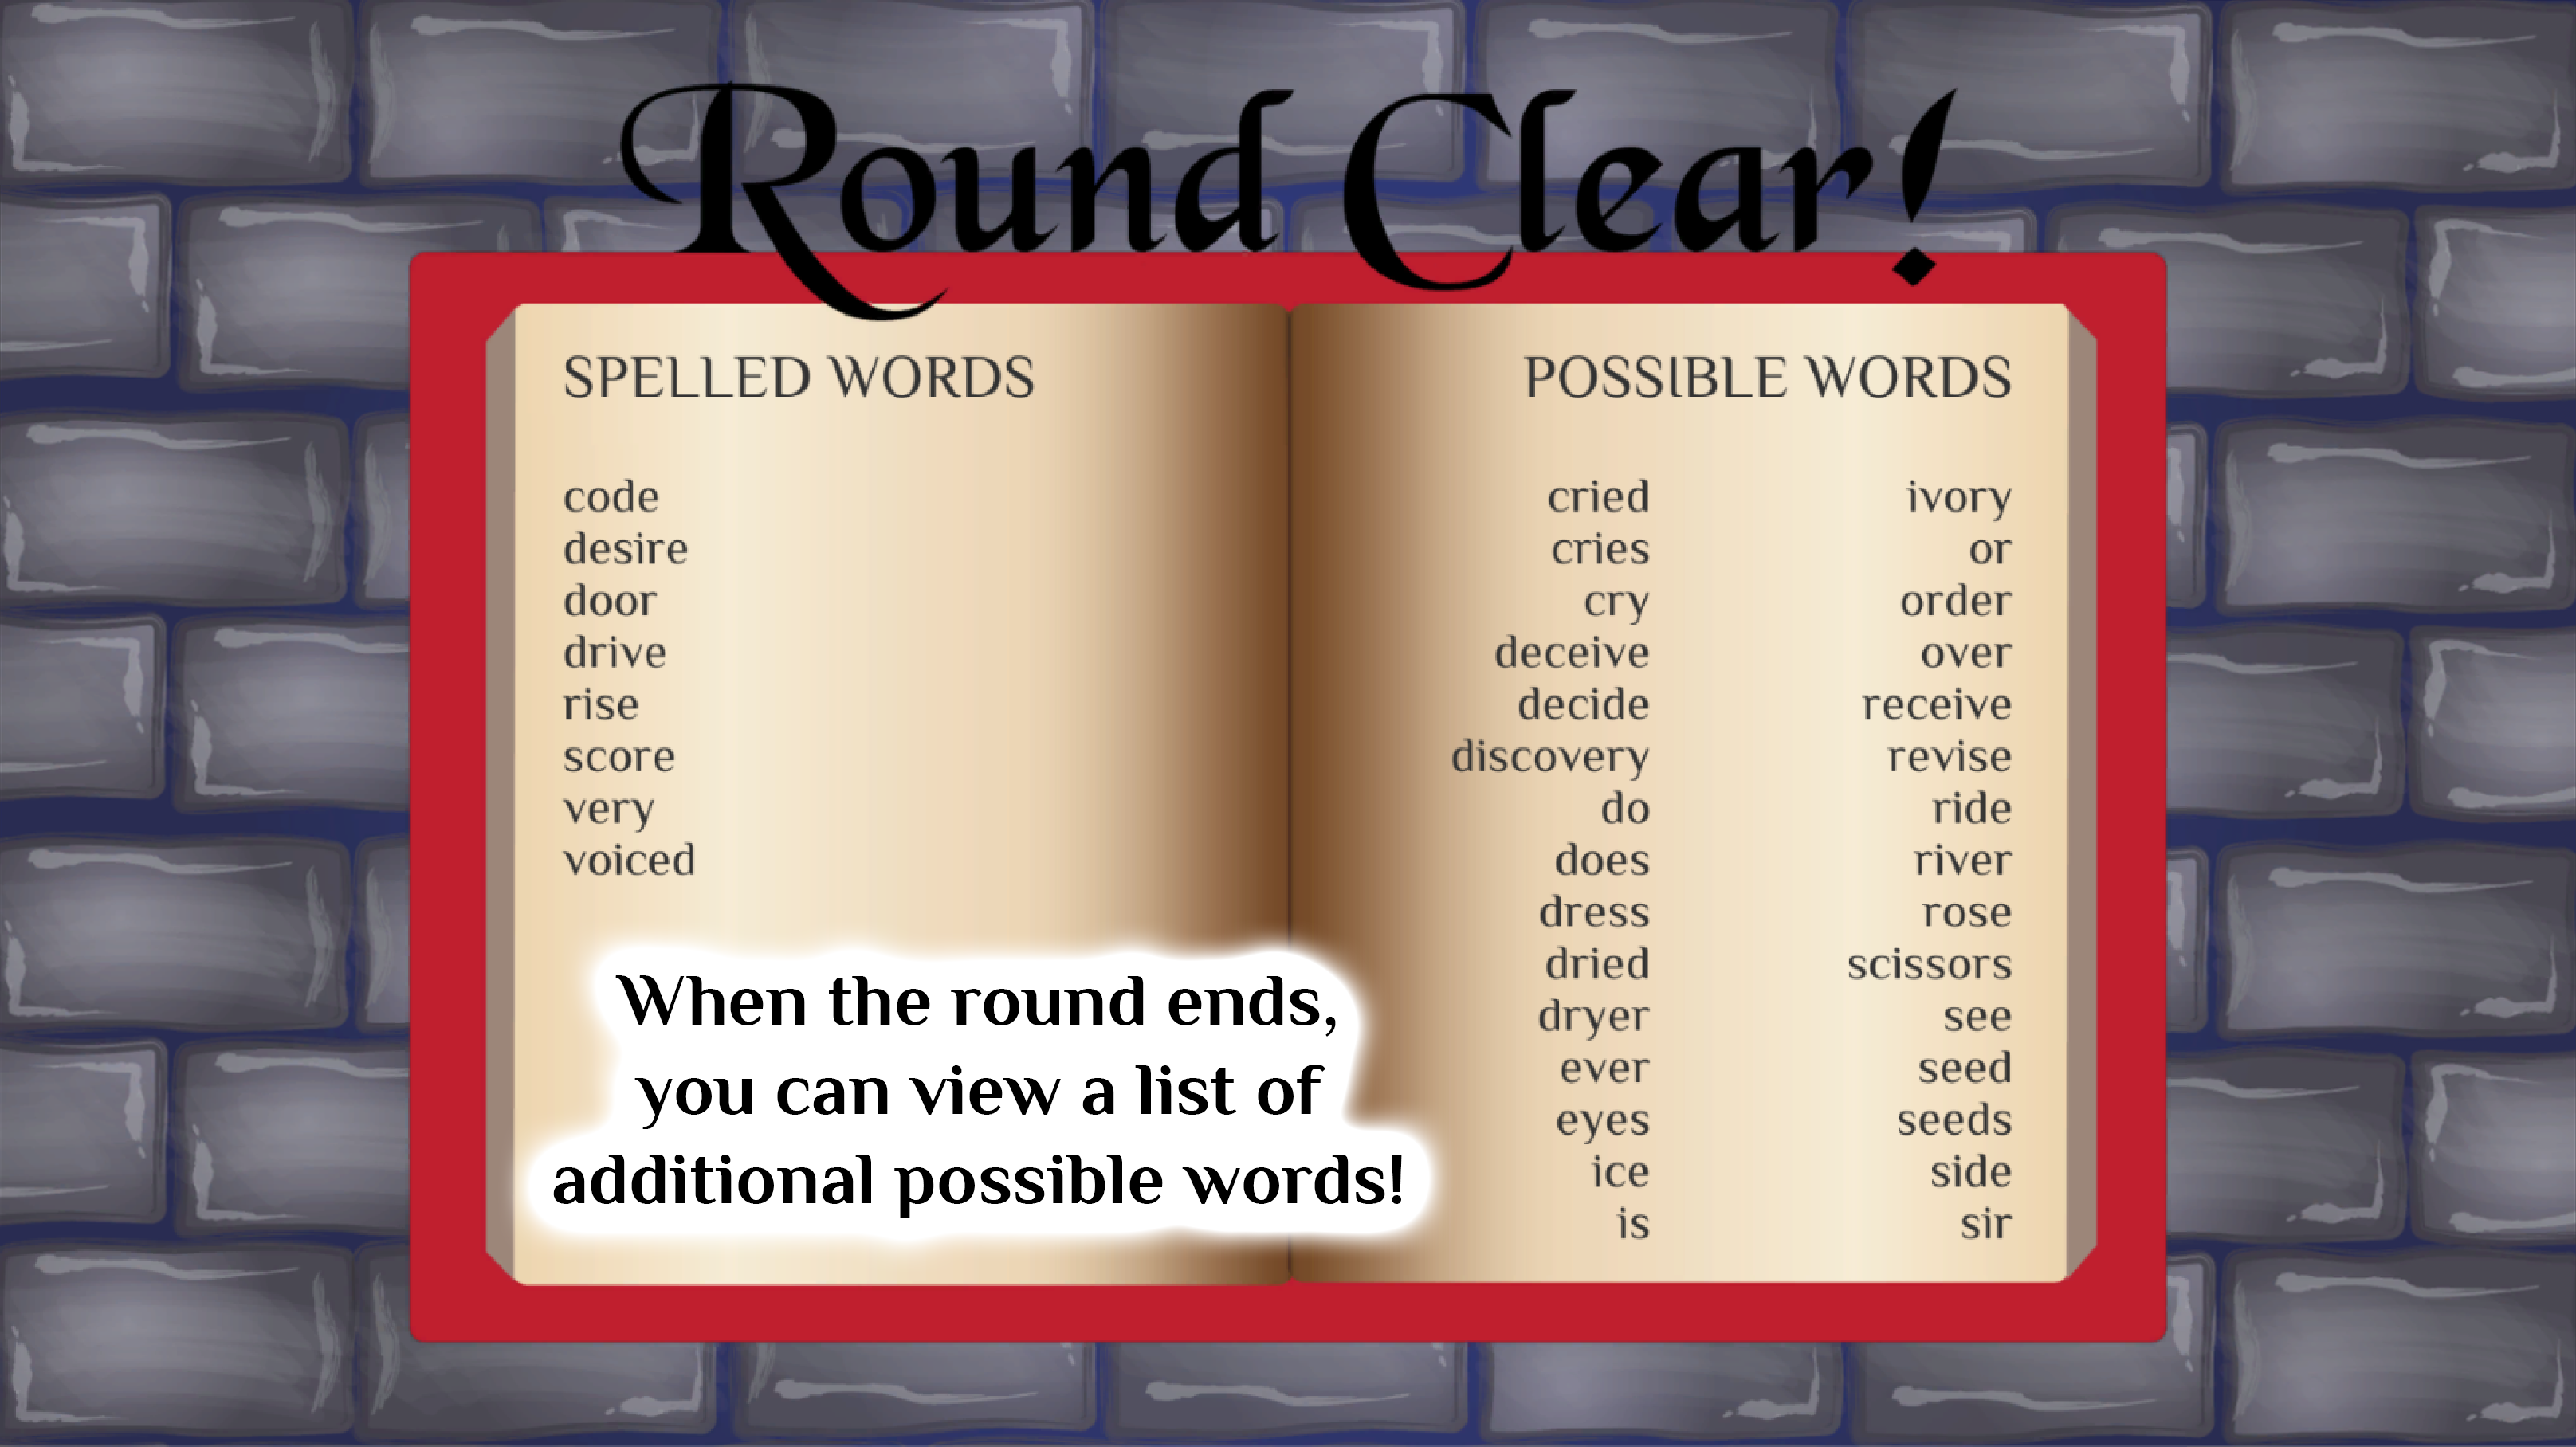 Round Clear!
SPELLED WORDS
code
desire
door
drive
rise
score
very
voiced
When the round ends,
you can view a list of
additional possible words!
POSSIBLE WORDS
cried
cries
cry
deceive
decide
discovery
do
does
dress
dried
dryer
ever
eyes
ice
is
ivory
or
order
over
receive
revise
ride
river
rose
scissors
see
seed
seeds
side
sir